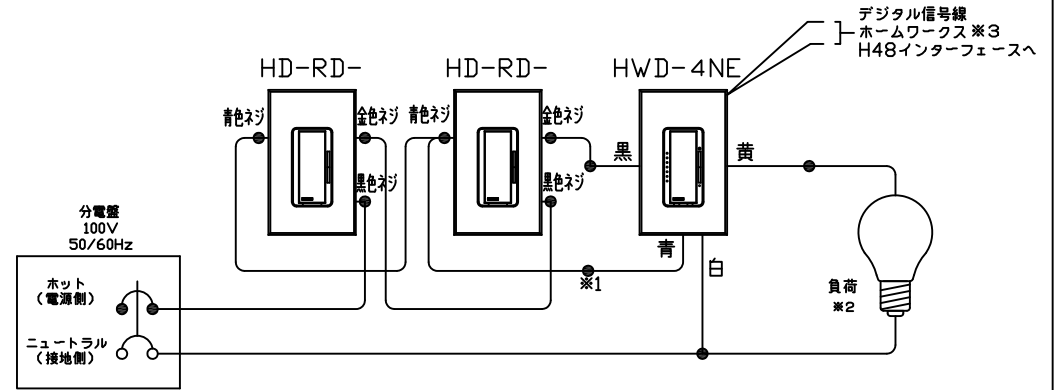 デジタル信号線
ホームワークス※3
H48インターフェースへ
HD-RD-
HD-RD-
HWD-4NE
青色ネジ
金色ネジ
青色ネジ
金色ネジ
黒
黄
黒色ネジ
黒色ネジ
分電盤
100V
50/60Hz
青
白
ホット
(電源側)
※1
負荷
※2
ニュートラル
(接地側)